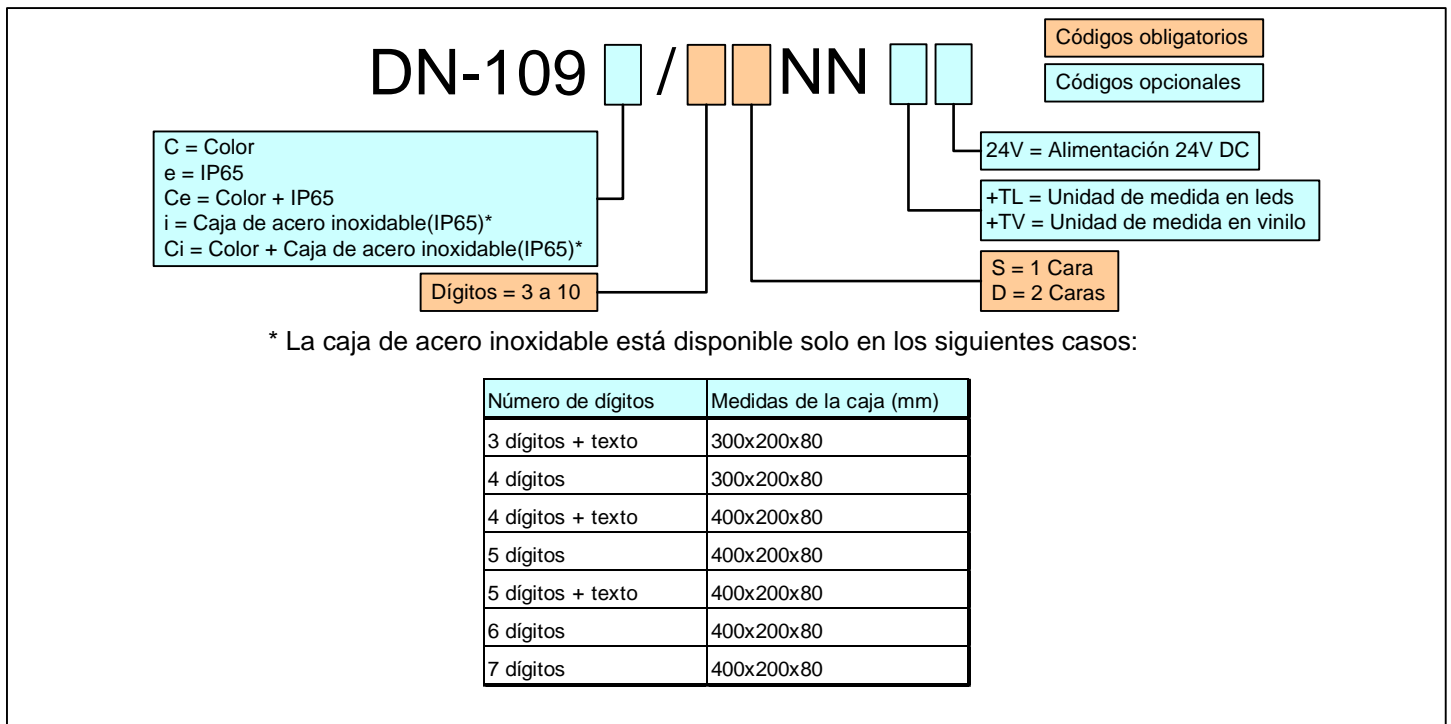 DN-109 / NN
Códigos obligatorios
Códigos opcionales
C = Color
e = IP65
Ce = Color + IP65
i = Caja de acero inoxidable(IP65)*
Ci = Color + Caja de acero inoxidable(IP65)*
24V = Alimentación 24V DC
+TL = Unidad de medida en leds
+TV = Unidad de medida en vinilo
Dígitos = 3 a 10
S = 1 Cara
D = 2 Caras
* La caja de acero inoxidable está disponible solo en los siguientes casos:
Número de dígitos Medidas de la caja (mm)
3 dígitos + texto 300x200x80
4 dígitos 300x200x80
4 dígitos + texto 400x200x80
5 dígitos 400x200x80
5 dígitos + texto 400x200x80
6 dígitos 400x200x80
7 dígitos 400x200x80